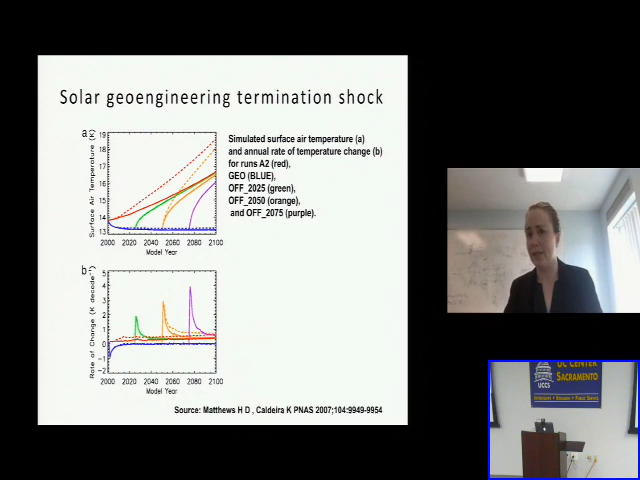 Solar geoengineering termination shock
a
Surface Air Temperature (K)
19
18
17
16
15
14
13
2000 2020 2040 2060 2080 2100
Model Year
Simulated surface air temperature (a)
and annual rate of temperature change (b)
for runs A2 (red),
GEO (BLUE),
OFF_2025 (green),
OFF_2050 (orange),
and OFF_2075 (purple).
b
Rate of Change (K decade⁻¹)
5
4
3
2
1
0
−1
−2
2000 2020 2040 2060 2080 2100
Model Year
Source: Matthews H D , Caldeira K PNAS 2007;104:9949-9954
UC CENTER
SACRAMENTO
UCCS